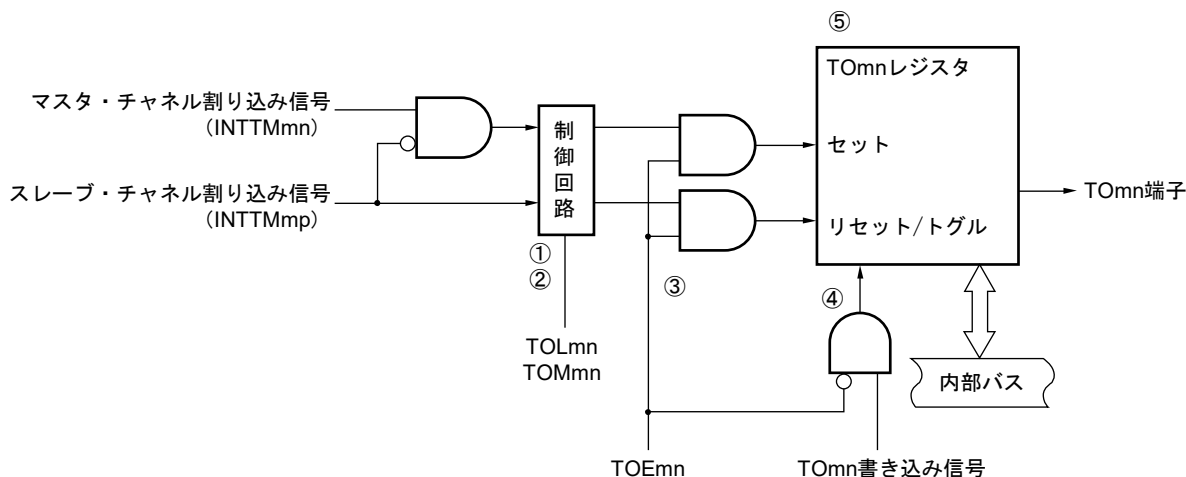 ⑤
TOmnレジスタ
マスタ・チャネル割り込み信号
(INTTMmn)
制御回路
セット
スレーブ・チャネル割り込み信号
(INTTMmp)
TOmn端子
リセット/トグル
①
②
③
④
TOLmn
TOMmn
内部バス
TOEmn
TOmn書き込み信号